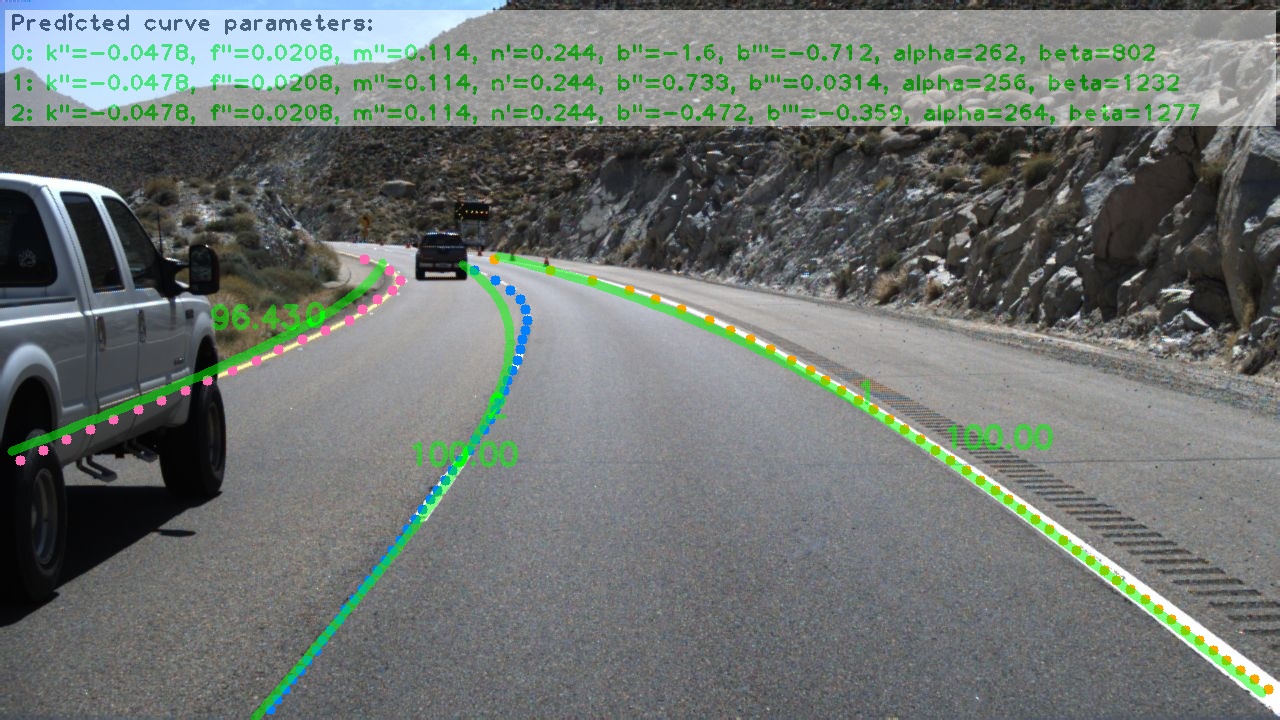 Predicted curve parameters:
0: k''=-0.0478, f''=0.0208, m''=0.114, n'=0.244, b''=-1.6, b'''=-0.712, alpha=262, beta=802
1: k''=-0.0478, f''=0.0208, m''=0.114, n'=0.244, b''=0.733, b'''=0.0314, alpha=256, beta=1232
2: k''=-0.0478, f''=0.0208, m''=0.114, n'=0.244, b''=-0.472, b'''=-0.359, alpha=264, beta=1277
96.430
1
100.00
100.00